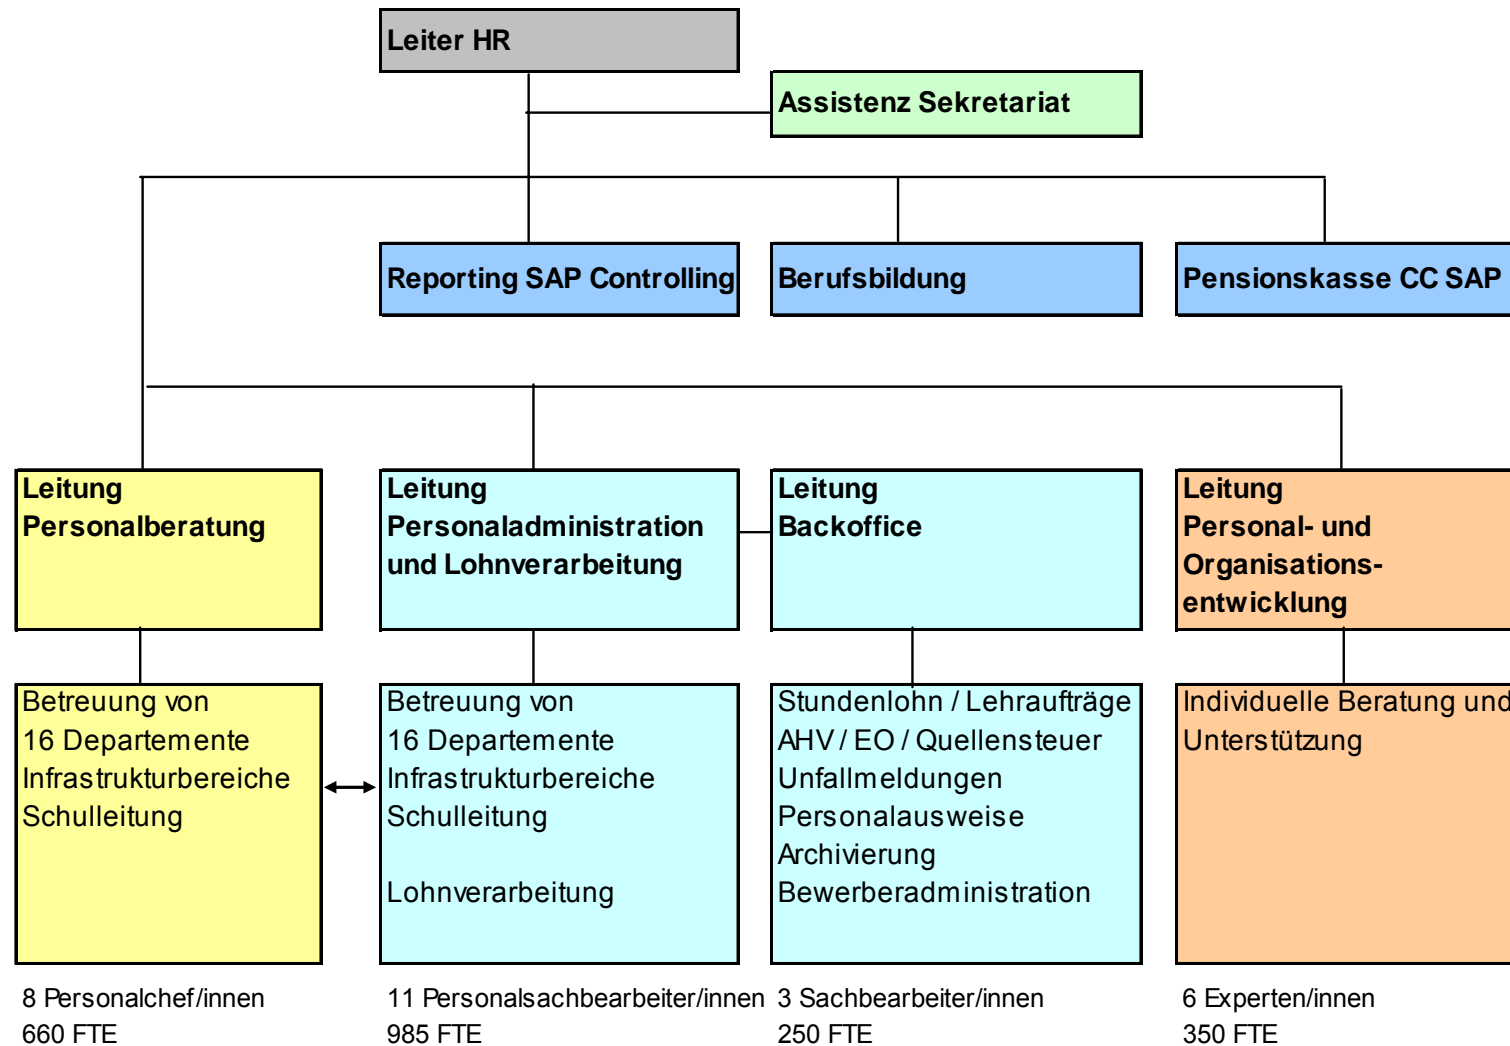 Leiter HR
Assistenz Sekretariat
Reporting SAP Controlling
Berufsbildung
Pensionskasse CC SAP
Leitung
Personalberatung
Leitung
Personaladministration
und Lohnverarbeitung
Leitung
Backoffice
Leitung
Personal- und
Organisations-
entwicklung
Betreuung von
16 Departemente
Infrastrukturbereiche
Schulleitung
Betreuung von
16 Departemente
Infrastrukturbereiche
Schulleitung
Lohnverarbeitung
Stundenlohn / Lehraufträge
AHV / EO / Quellensteuer
Unfallmeldungen
Personalausweise
Archivierung
Bewerberadministration
Individuelle Beratung und
Unterstützung
8 Personalchef/innen
660 FTE
11 Personalsachbearbeiter/innen
985 FTE
3 Sachbearbeiter/innen
250 FTE
6 Experten/innen
350 FTE